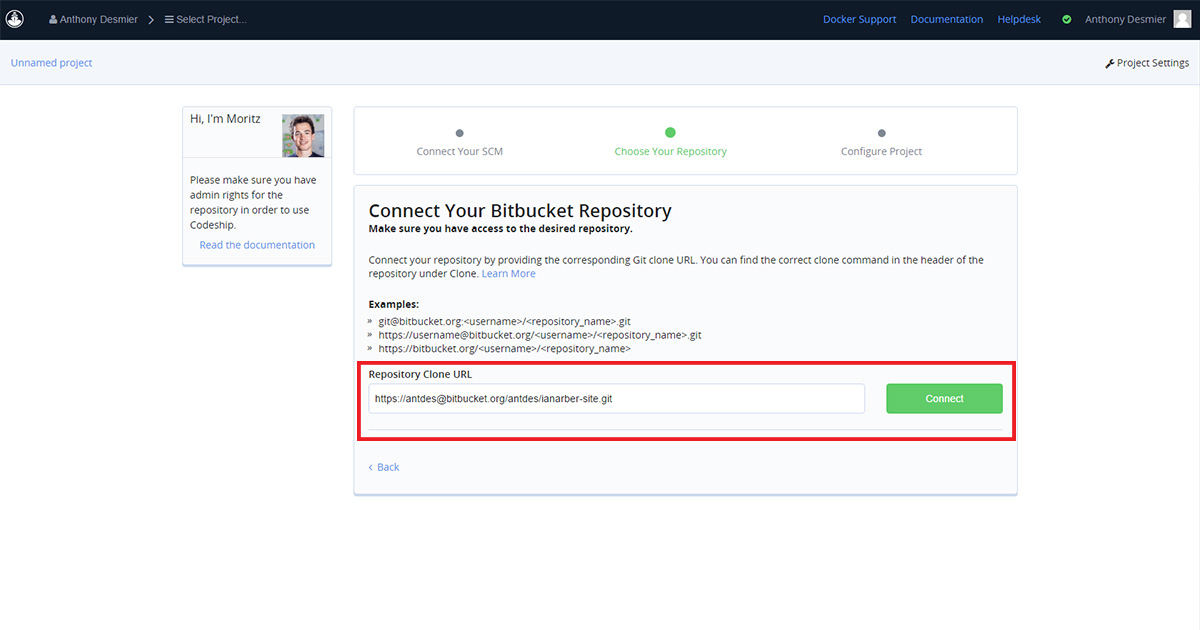 Anthony Desmier
Select Project...
Docker Support
Documentation
Helpdesk
Anthony Desmier
Unnamed project
Project Settings
Hi, I'm Moritz
Please make sure you have
admin rights for the
repository in order to use
Codeship.
Read the documentation
Connect Your SCM
Choose Your Repository
Configure Project
Connect Your Bitbucket Repository
Make sure you have access to the desired repository.
Connect your repository by providing the corresponding Git clone URL. You can find the correct clone command in the header of the
repository under Clone. Learn More
Examples:
» git@bitbucket.org:<username>/<repository_name>.git
» https://username@bitbucket.org/<username>/<repository_name>.git
» https://bitbucket.org/<username>/<repository_name>
Repository Clone URL
https://antdes@bitbucket.org/antdes/ianarber-site.git
Connect
‹ Back